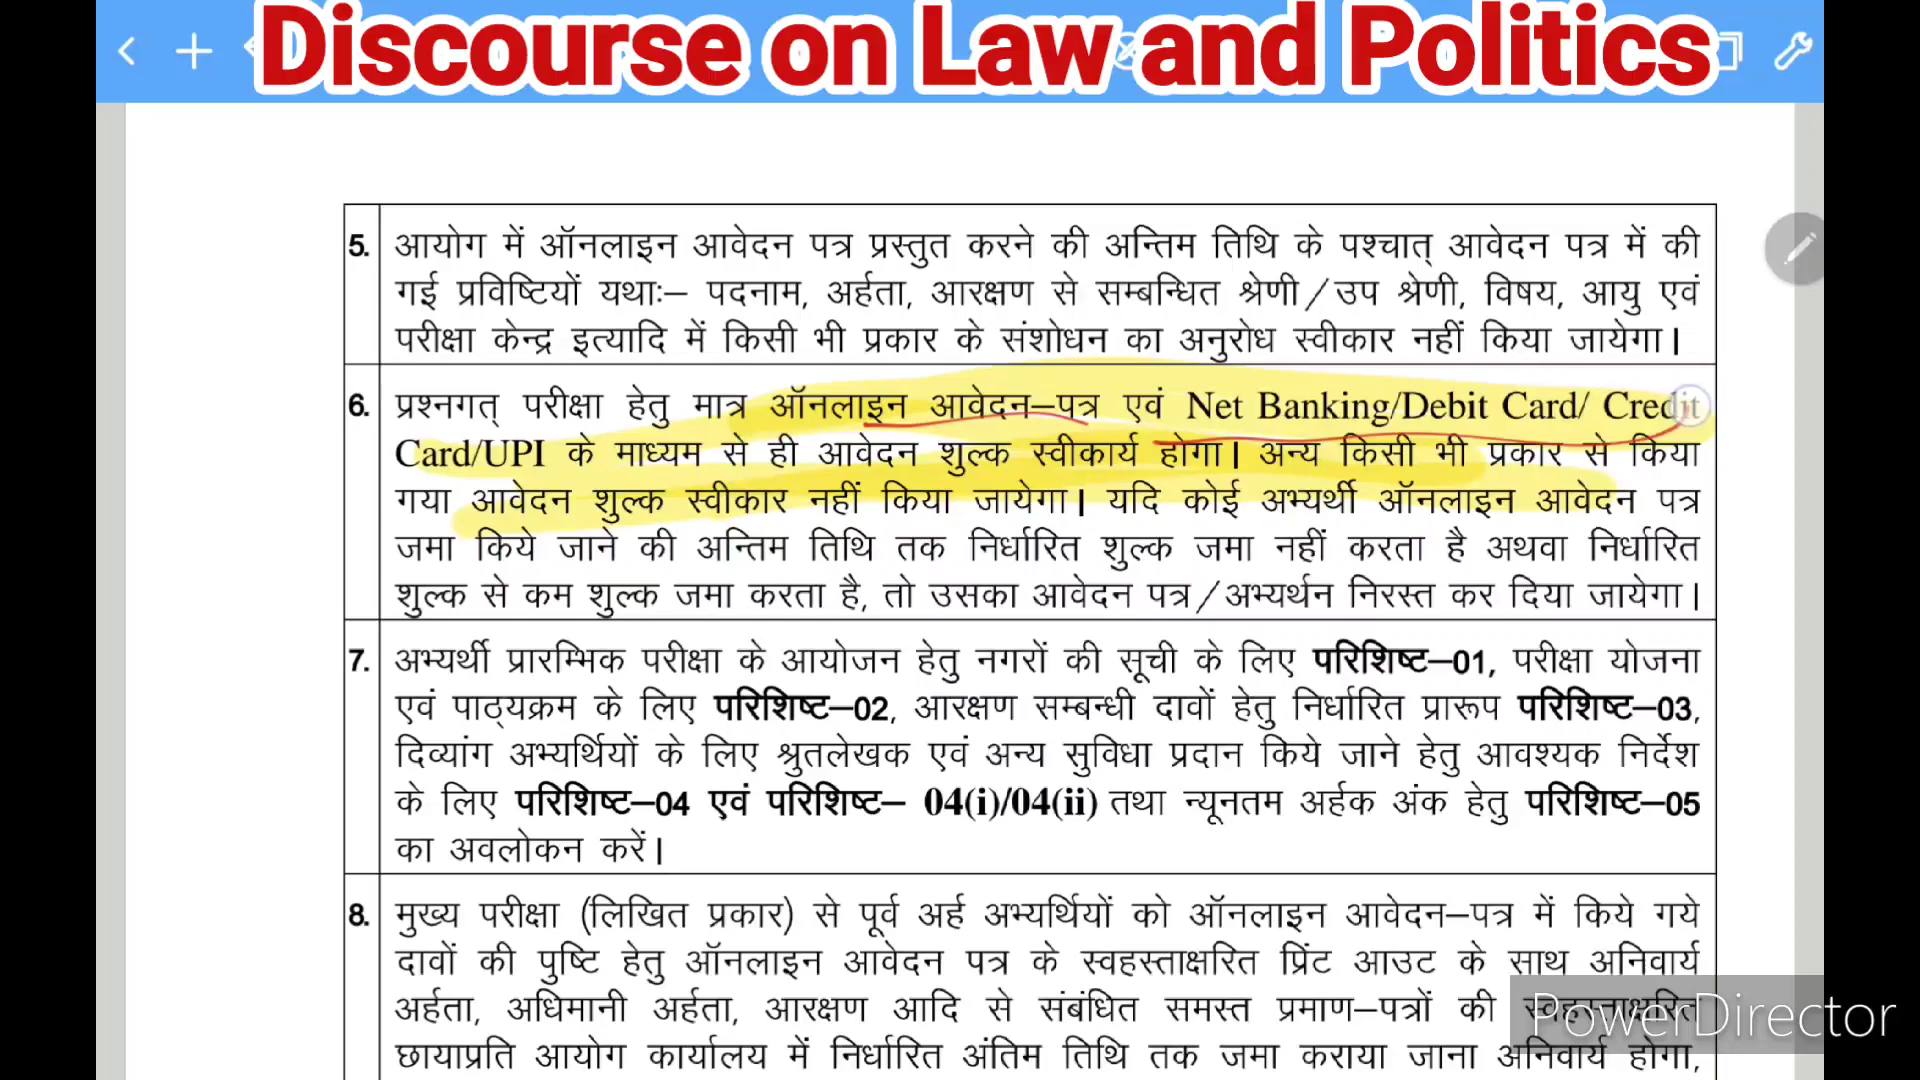 Discourse on Law and Politics
5. आयोग में ऑनलाइन आवेदन पत्र प्रस्तुत करने की अन्तिम तिथि के पश्चात् आवेदन पत्र में की
गई प्रविष्टियों यथाः– पदनाम, अर्हता, आरक्षण से सम्बन्धित श्रेणी/उप श्रेणी, विषय, आयु एवं
परीक्षा केन्द्र इत्यादि में किसी भी प्रकार के संशोधन का अनुरोध स्वीकार नहीं किया जायेगा।
6. प्रश्नगत् परीक्षा हेतु मात्र ऑनलाइन आवेदन–पत्र एवं Net Banking/Debit Card/ Credit
Card/UPI के माध्यम से ही आवेदन शुल्क स्वीकार्य होगा। अन्य किसी भी प्रकार से किया
गया आवेदन शुल्क स्वीकार नहीं किया जायेगा। यदि कोई अभ्यर्थी ऑनलाइन आवेदन पत्र
जमा किये जाने की अन्तिम तिथि तक निर्धारित शुल्क जमा नहीं करता है अथवा निर्धारित
शुल्क से कम शुल्क जमा करता है, तो उसका आवेदन पत्र/अभ्यर्थन निरस्त कर दिया जायेगा।
7. अभ्यर्थी प्रारम्भिक परीक्षा के आयोजन हेतु नगरों की सूची के लिए परिशिष्ट–01, परीक्षा योजना
एवं पाठ्यक्रम के लिए परिशिष्ट–02, आरक्षण सम्बन्धी दावों हेतु निर्धारित प्रारूप परिशिष्ट–03,
दिव्यांग अभ्यर्थियों के लिए श्रुतलेखक एवं अन्य सुविधा प्रदान किये जाने हेतु आवश्यक निर्देश
के लिए परिशिष्ट–04 एवं परिशिष्ट– 04(i)/04(ii) तथा न्यूनतम अर्हक अंक हेतु परिशिष्ट–05
का अवलोकन करें।
8. मुख्य परीक्षा (लिखित प्रकार) से पूर्व अर्ह अभ्यर्थियों को ऑनलाइन आवेदन–पत्र में किये गये
दावों की पुष्टि हेतु ऑनलाइन आवेदन पत्र के स्वहस्ताक्षरित प्रिंट आउट के साथ अनिवार्य
अर्हता, अधिमानी अर्हता, आरक्षण आदि से संबंधित समस्त प्रमाण–पत्रों की स्वहस्ताक्षरित
छायाप्रति आयोग कार्यालय में निर्धारित अंतिम तिथि तक जमा कराया जाना अनिवार्य होगा,
PowerDirector